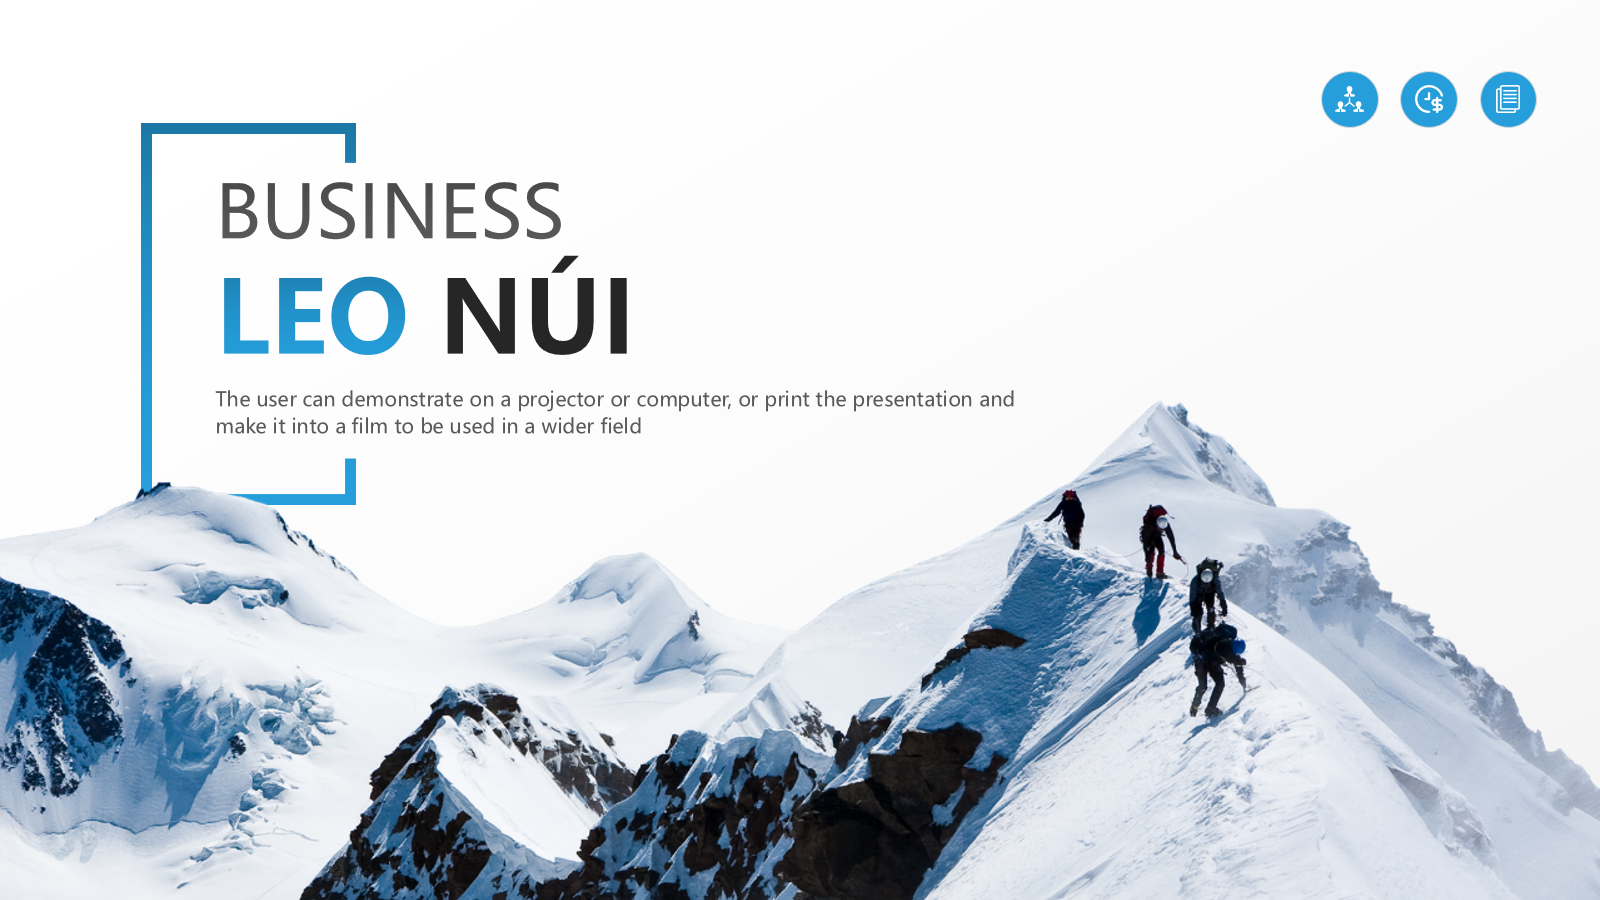 BUSINESS
LEO NÚI
The user can demonstrate on a projector or computer, or print the presentation and
make it into a film to be used in a wider field